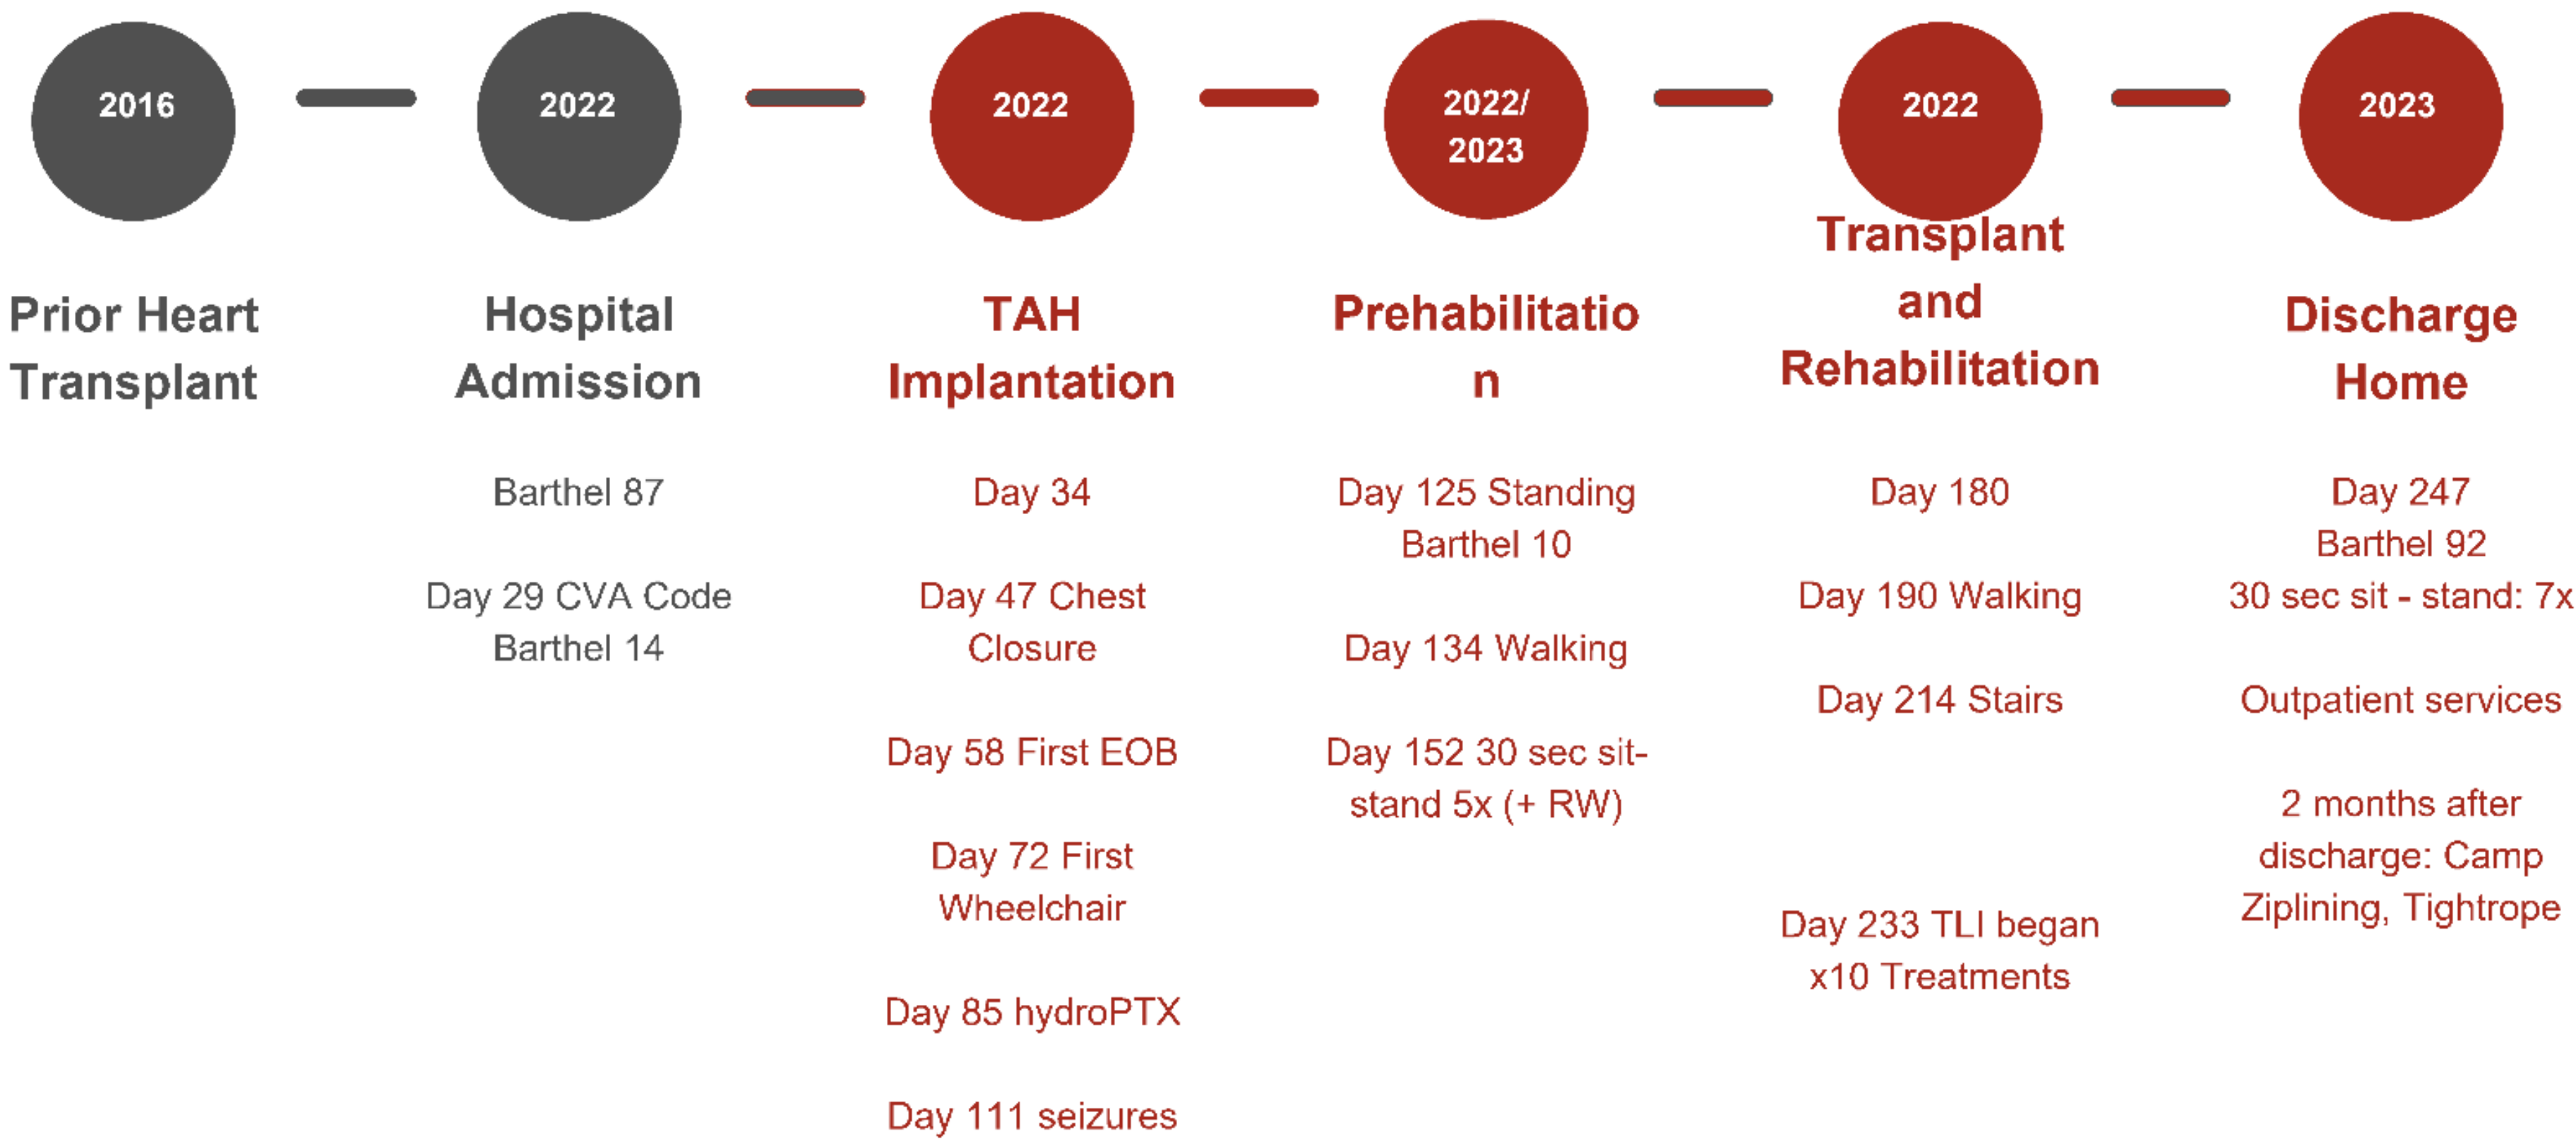 2016
Prior Heart
Transplant
2022
Hospital
Admission
Barthel 87
Day 29 CVA Code
Barthel 14
2022
TAH
Implantation
Day 34
Day 47 Chest
Closure
Day 58 First EOB
Day 72 First
Wheelchair
Day 85 hydroPTX
Day 111 seizures
2022/
2023
Prehabilitatio
n
Day 125 Standing
Barthel 10
Day 134 Walking
Day 152 30 sec sit-
stand 5x (+ RW)
2022
Transplant
and
Rehabilitation
Day 180
Day 190 Walking
Day 214 Stairs
Day 233 TLI began
x10 Treatments
2023
Discharge
Home
Day 247
Barthel 92
30 sec sit - stand: 7x
Outpatient services
2 months after
discharge: Camp
Ziplining, Tightrope